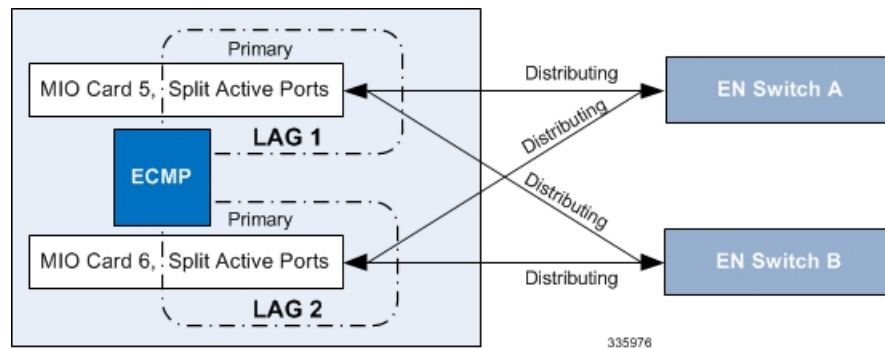 Primary
MIO Card 5, Split Active Ports
LAG 1
ECMP
Primary
MIO Card 6, Split Active Ports
LAG 2
Distributing
Distributing
Distributing
Distributing
EN Switch A
EN Switch B
335976